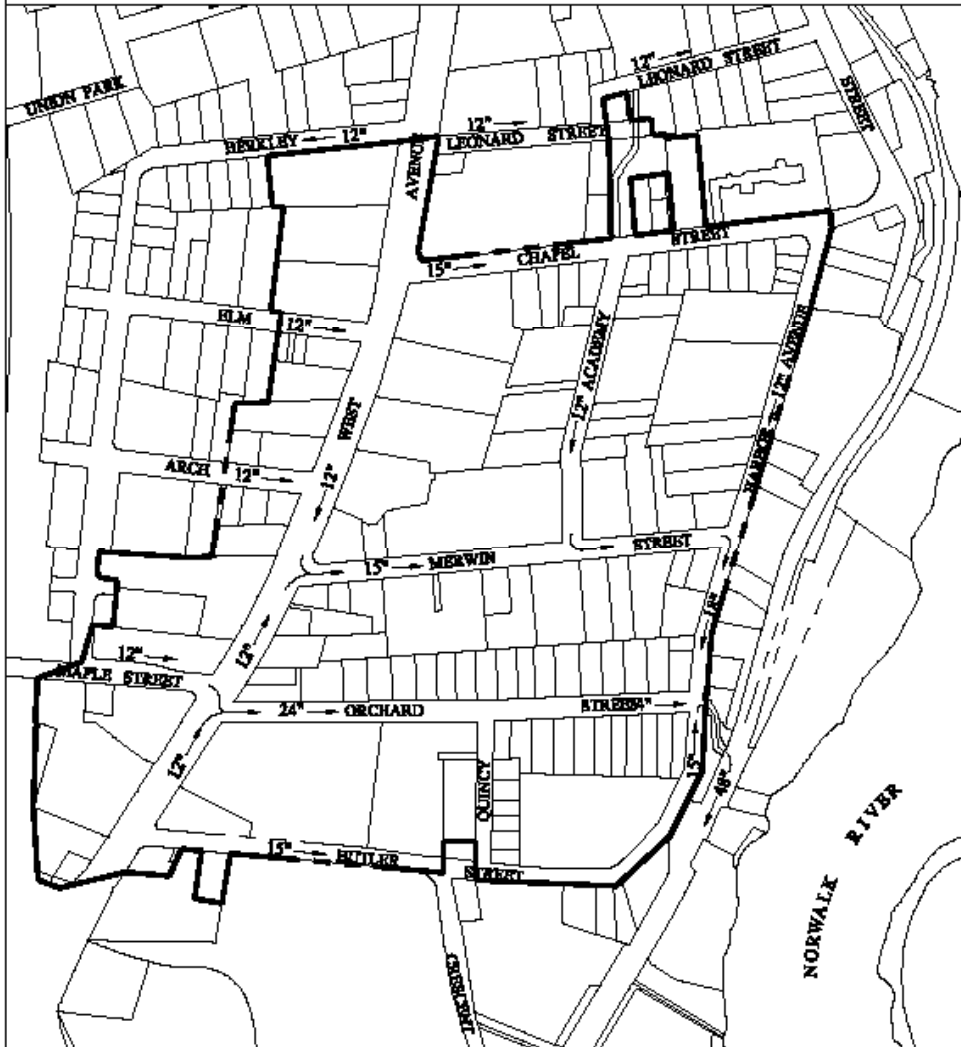 12"
LEONARD STREET
UNION PARK
STREET
12"
BERKLEY
12"
LEONARD STREET
AVENUE
STREET
15"
CHAPEL
ELM
12"
12" ACADEMY
HARBOR
12"
AVENUE
WEST
12"
ARCH
12"
STREET
15"
MERWIN
18"
12"
12"
MAPLE STREET
24"
ORCHARD
STREET
24"
12"
15"
48"
QUINCY
15"
BUTLER
STREET
NORWALK RIVER